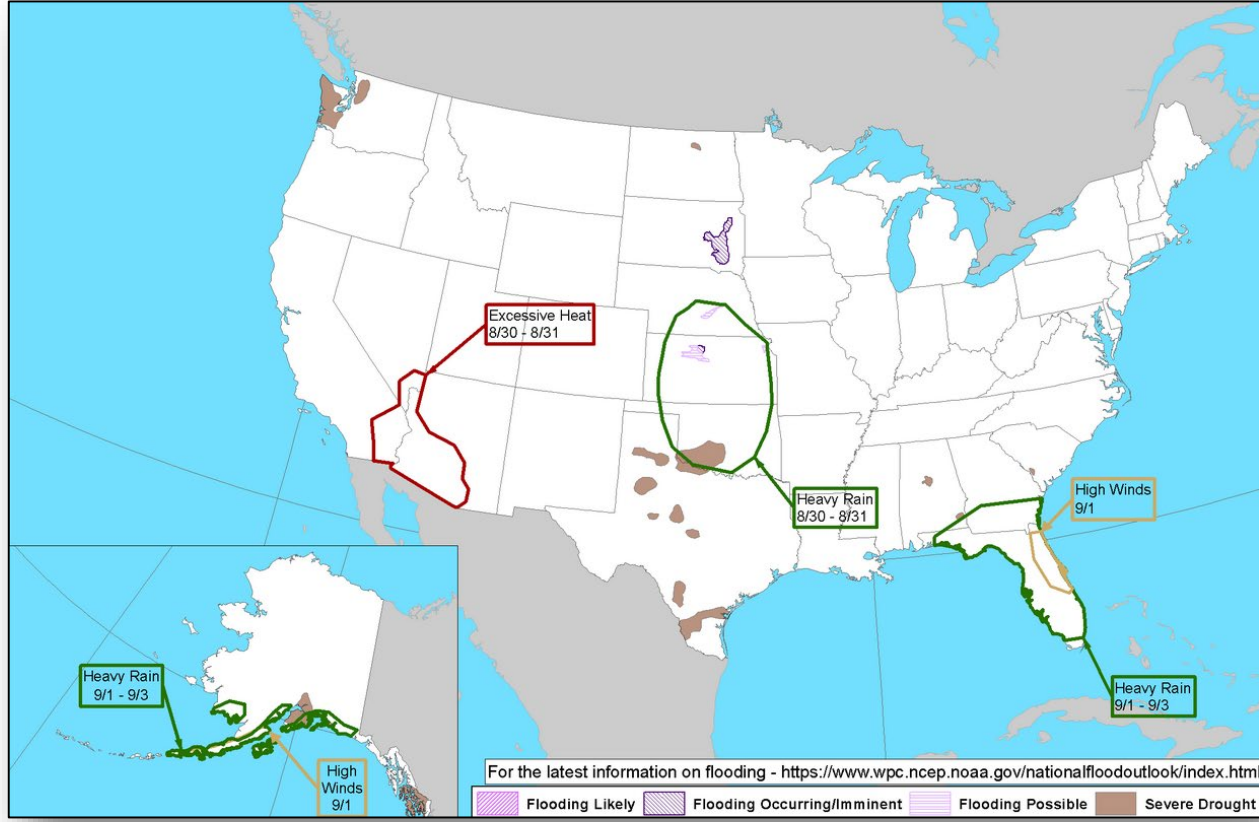 Excessive Heat
8/30 - 8/31
Heavy Rain
8/30 - 8/31
High Winds
9/1
Heavy Rain
9/1 - 9/3
Heavy Rain
9/1 - 9/3
High
Winds
9/1
For the latest information on flooding - https://www.wpc.ncep.noaa.gov/nationalfloodoutlook/index.html
Flooding Likely
Flooding Occurring/Imminent
Flooding Possible
Severe Drought